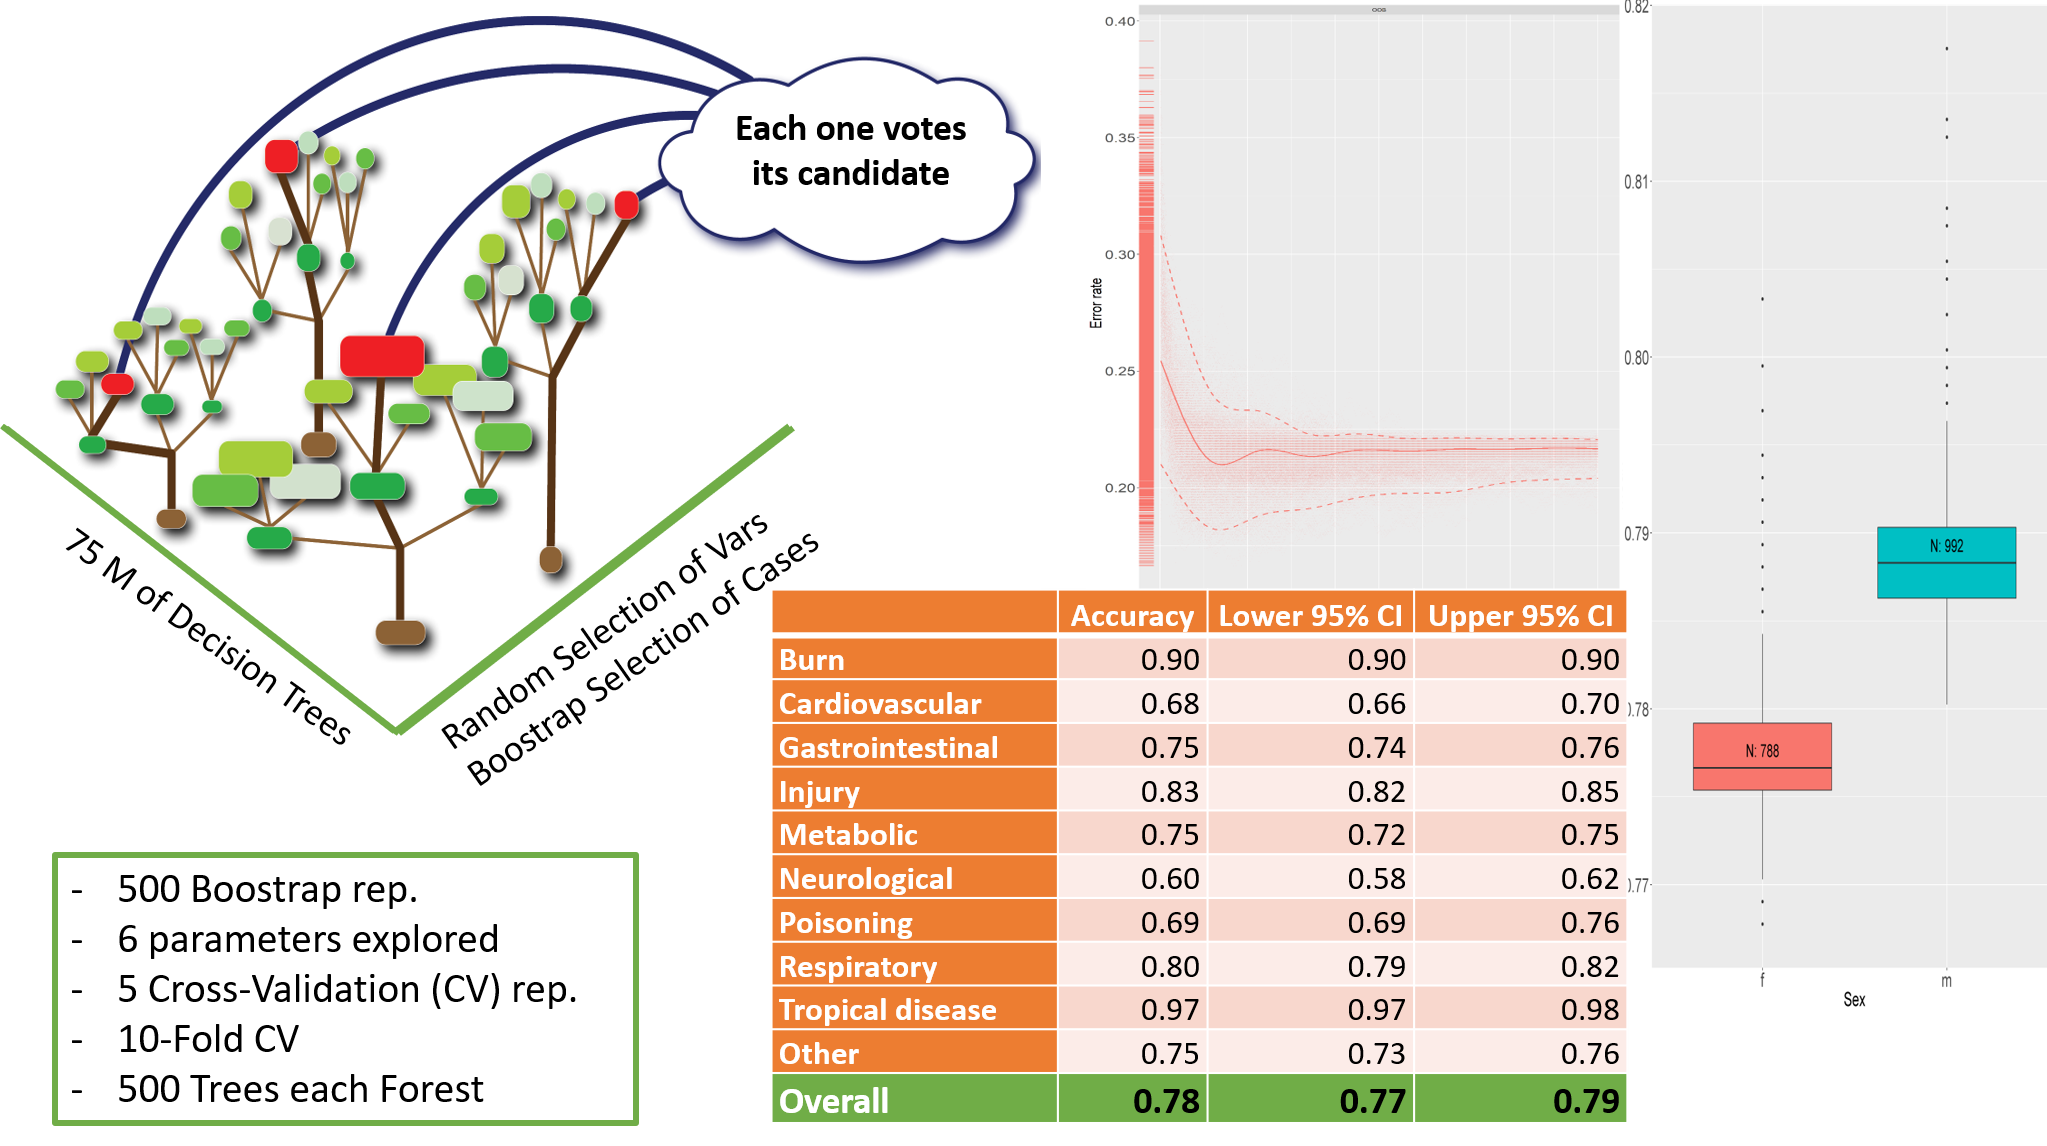 Each one votes
its candidate
75 M of Decision Trees
Random Selection of Vars
Boostrap Selection of Cases
- 500 Boostrap rep.
- 6 parameters explored
- 5 Cross-Validation (CV) rep.
- 10-Fold CV
- 500 Trees each Forest
OOB
0.40
0.35
0.30
0.25
0.20
Error rate
Accuracy Lower 95% CI Upper 95% CI
Burn 0.90 0.90 0.90
Cardiovascular 0.68 0.66 0.70
Gastrointestinal 0.75 0.74 0.76
Injury 0.83 0.82 0.85
Metabolic 0.75 0.72 0.75
Neurological 0.60 0.58 0.62
Poisoning 0.69 0.69 0.76
Respiratory 0.80 0.79 0.82
Tropical disease 0.97 0.97 0.98
Other 0.75 0.73 0.76
Overall 0.78 0.77 0.79
0.82
0.81
0.80
0.79
0.78
0.77
N: 992
N: 788
f m
Sex